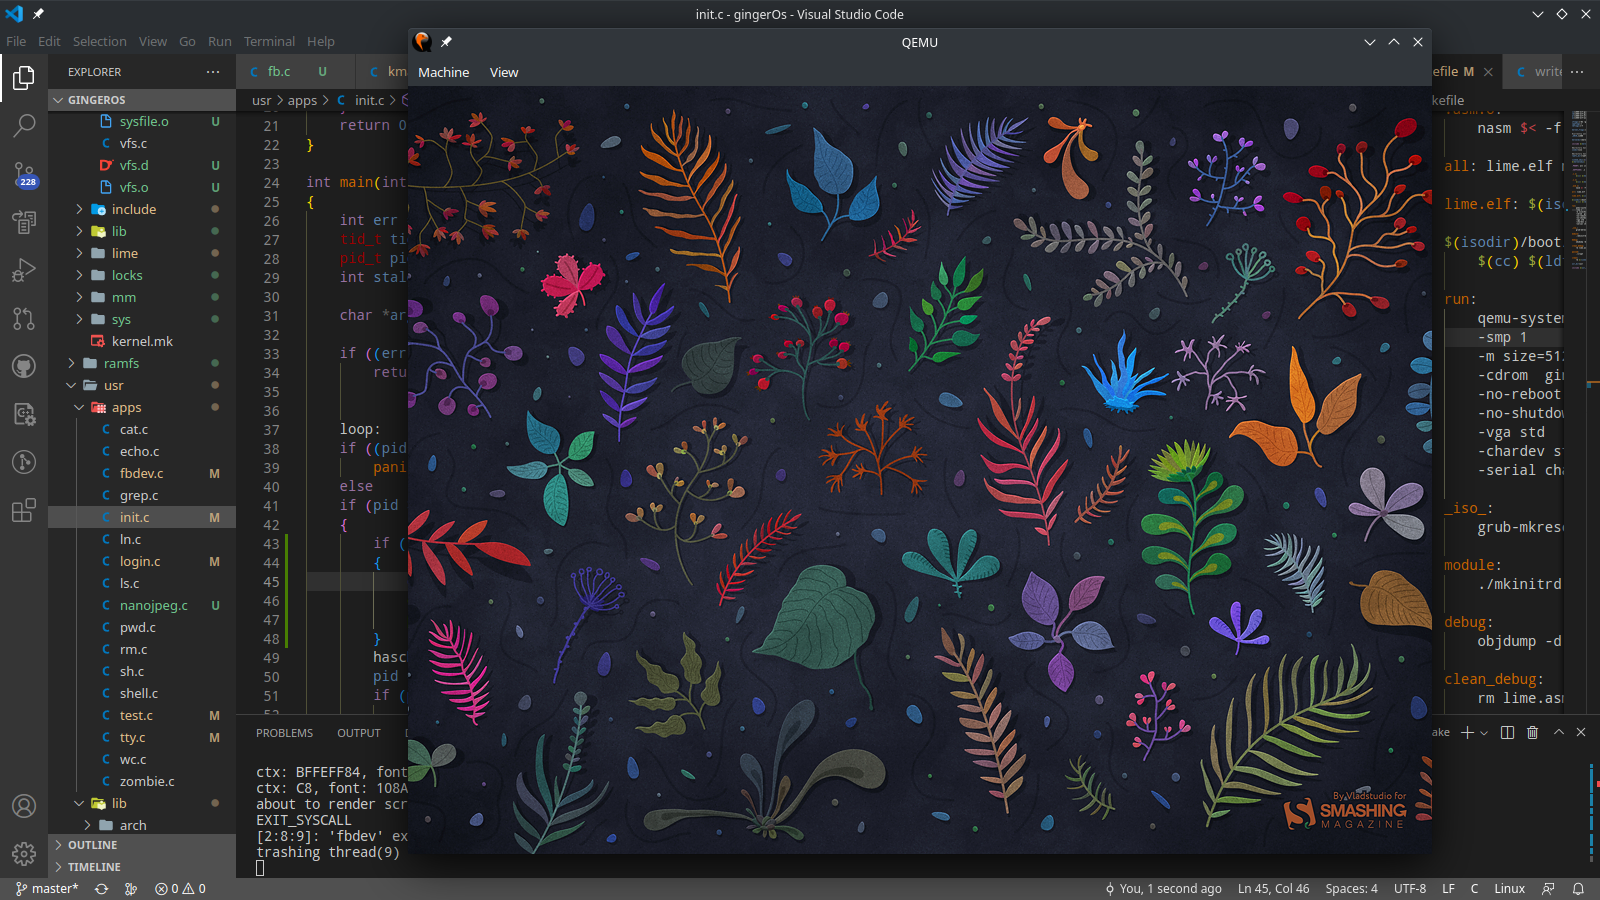 init.c - gingerOs - Visual Studio Code
File Edit Selection View Go Run Terminal Help
QEMU
Machine View
EXPLORER
GINGEROS
sysfile.o U
vfs.c
vfs.d U
vfs.o U
include
lib
lime
locks
mm
sys
kernel.mk
ramfs
usr
apps
cat.c
echo.c
fbdev.c M
grep.c
init.c M
ln.c
login.c M
ls.c
nanojpeg.c U
pwd.c
rm.c
sh.c
shell.c
test.c M
tty.c M
wc.c
zombie.c
lib
arch
OUTLINE
TIMELINE
228
fb.c U
usr > apps > C init.c >
21 return 0
22 }
23
24 int main(int
25 {
26 int err
27 tid_t ti
28 pid_t pi
29 int stal
30
31 char *ar
32
33 if ((err
34 retu
35
36
37 loop:
38 if ((pid
39 pani
40 else
41 if (pid
42 {
43 if (
44 {
45
46
47
48 }
49 hasc
50 pid
51 if (
efile M
write
kefile
nasm $< -f
all: lime.elf
lime.elf: $(iso
$(isodir)/boot
$(cc) $(ld
run:
qemu-system
-smp 1
-m size=512
-cdrom gin
-no-reboot
-no-shutdow
-vga std
-chardev st
-serial cha
_iso_:
grub-mkresc
module:
./mkinitrd
debug:
objdump -d
clean_debug:
rm lime.asm
PROBLEMS OUTPUT
ake
ctx: BFFEFF84, font
ctx: C8, font: 108A
about to render scr
EXIT_SYSCALL
[2:8:9]: 'fbdev' ex
trashing thread(9)
By Vladstudio for
SMASHING
MAGAZINE
master* 0 0 You, 1 second ago Ln 45, Col 46 Spaces: 4 UTF-8 LF C Linux